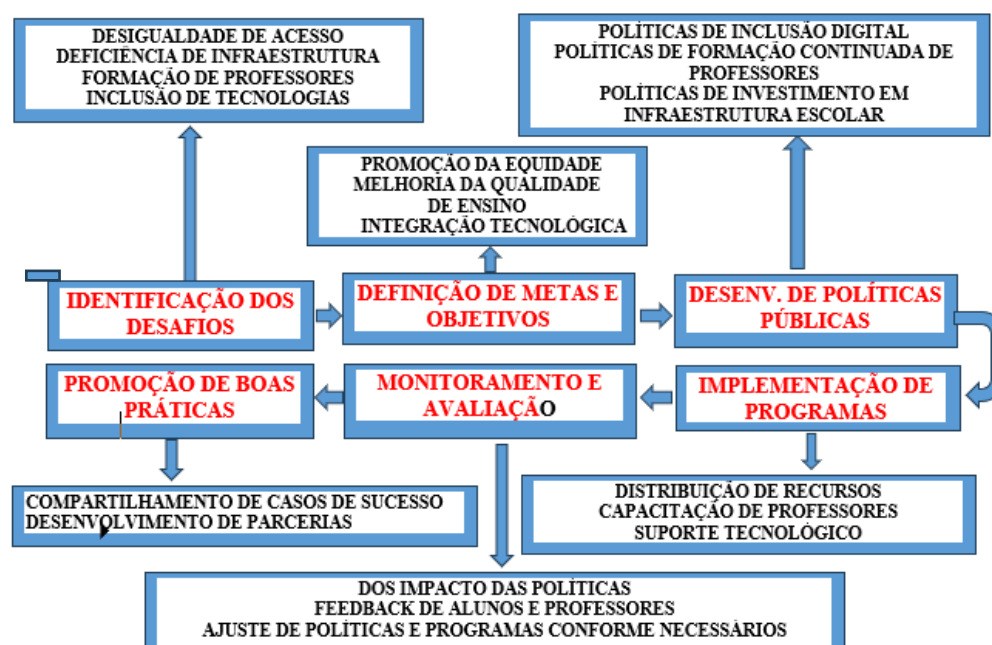 DESIGUALDADE DE ACESSO
DEFICIÊNCIA DE INFRAESTRUTURA
FORMAÇÃO DE PROFESSORES
INCLUSÃO DE TECNOLOGIAS
POLÍTICAS DE INCLUSÃO DIGITAL
POLÍTICAS DE FORMAÇÃO CONTINUADA DE
PROFESSORES
POLÍTICAS DE INVESTIMENTO EM
INFRAESTRUTURA ESCOLAR
PROMOÇÃO DA EQUIDADE
MELHORIA DA QUALIDADE
DE ENSINO
INTEGRAÇÃO TECNOLÓGICA
IDENTIFICAÇÃO DOS
DESAFIOS
DEFINIÇÃO DE METAS E
OBJETIVOS
DESENV. DE POLÍTICAS
PÚBLICAS
PROMOÇÃO DE BOAS
PRÁTICAS
MONITORAMENTO E
AVALIAÇÃO
IMPLEMENTAÇÃO DE
PROGRAMAS
COMPARTILHAMENTO DE CASOS DE SUCESSO
DESENVOLVIMENTO DE PARCERIAS
DISTRIBUIÇÃO DE RECURSOS
CAPACITAÇÃO DE PROFESSORES
SUPORTE TECNOLÓGICO
DOS IMPACTO DAS POLÍTICAS
FEEDBACK DE ALUNOS E PROFESSORES
AJUSTE DE POLÍTICAS E PROGRAMAS CONFORME NECESSÁRIOS